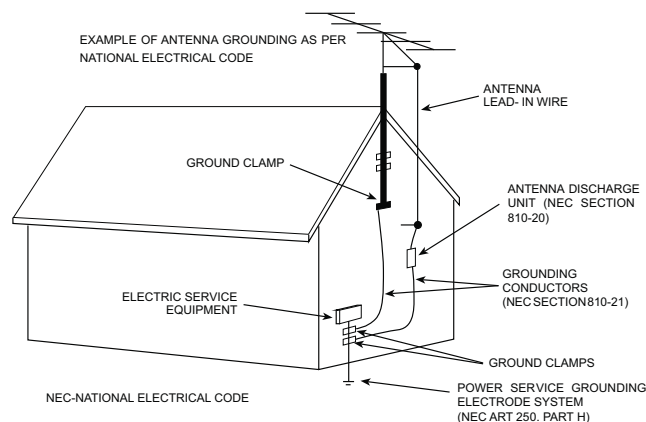 EXAMPLE OF ANTENNA GROUNDING AS PER
NATIONAL ELECTRICAL CODE
ANTENNA
LEAD- IN WIRE
GROUND CLAMP
ANTENNA DISCHARGE
UNIT (NEC SECTION
810-20)
GROUNDING
CONDUCTORS
(NEC SECTION 810-21)
ELECTRIC SERVICE
EQUIPMENT
GROUND CLAMPS
POWER SERVICE GROUNDING
ELECTRODE SYSTEM
(NEC ART 250, PART H)
NEC-NATIONAL ELECTRICAL CODE